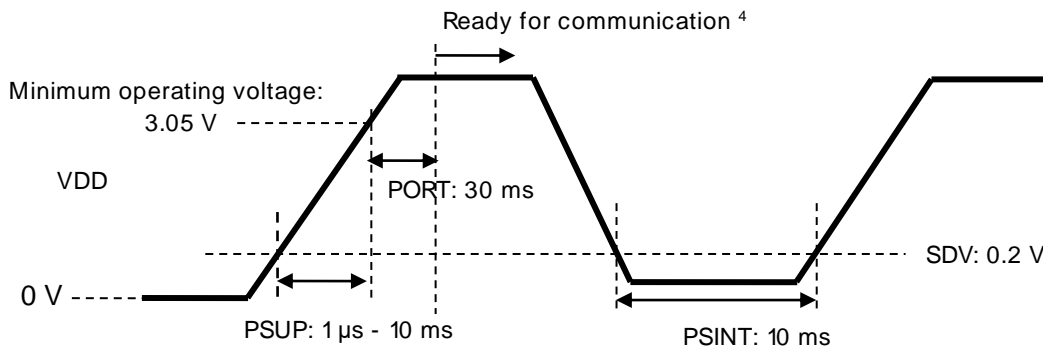 Ready for communication 4
Minimum operating voltage:
3.05 V
VDD
PORT: 30 ms
SDV: 0.2 V
0 V
PSUP: 1 µs - 10 ms
PSINT: 10 ms